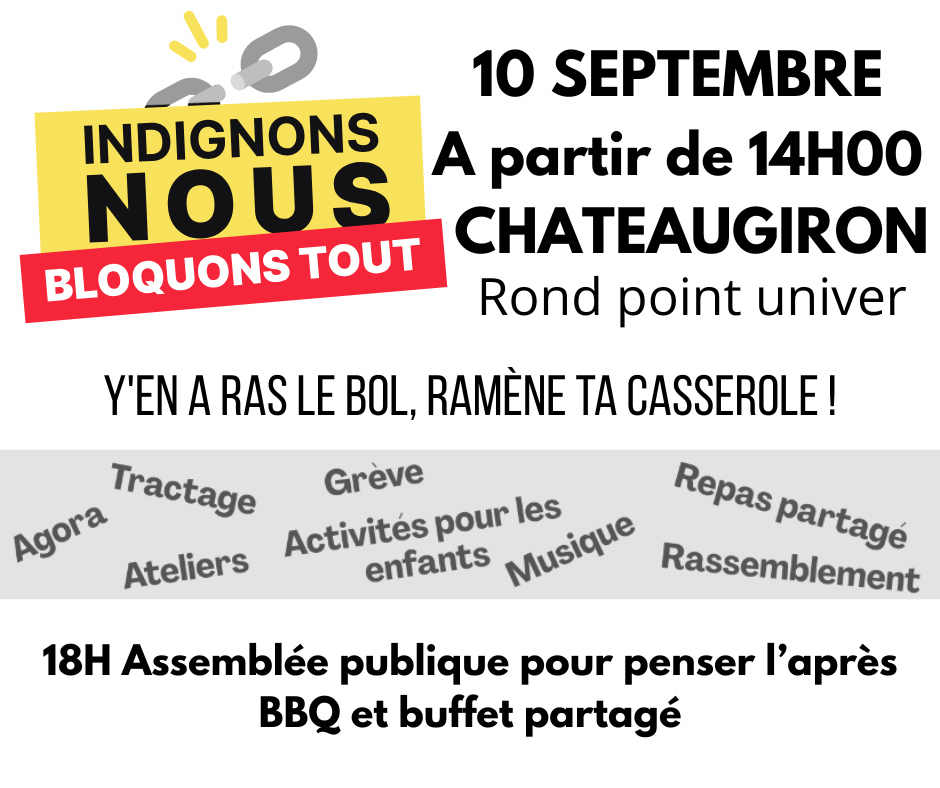 INDIGNONS
NOUS
BLOQUONS TOUT
10 SEPTEMBRE
A partir de 14H00
CHATEAUGIRON
Rond point univer
Y'EN A RAS LE BOL, RAMÈNE TA CASSEROLE !
Agora
Tractage
Ateliers
Grève
Activités pour les
enfants
Musique
Repas partagé
Rassemblement
18H Assemblée publique pour penser l’après
BBQ et buffet partagé